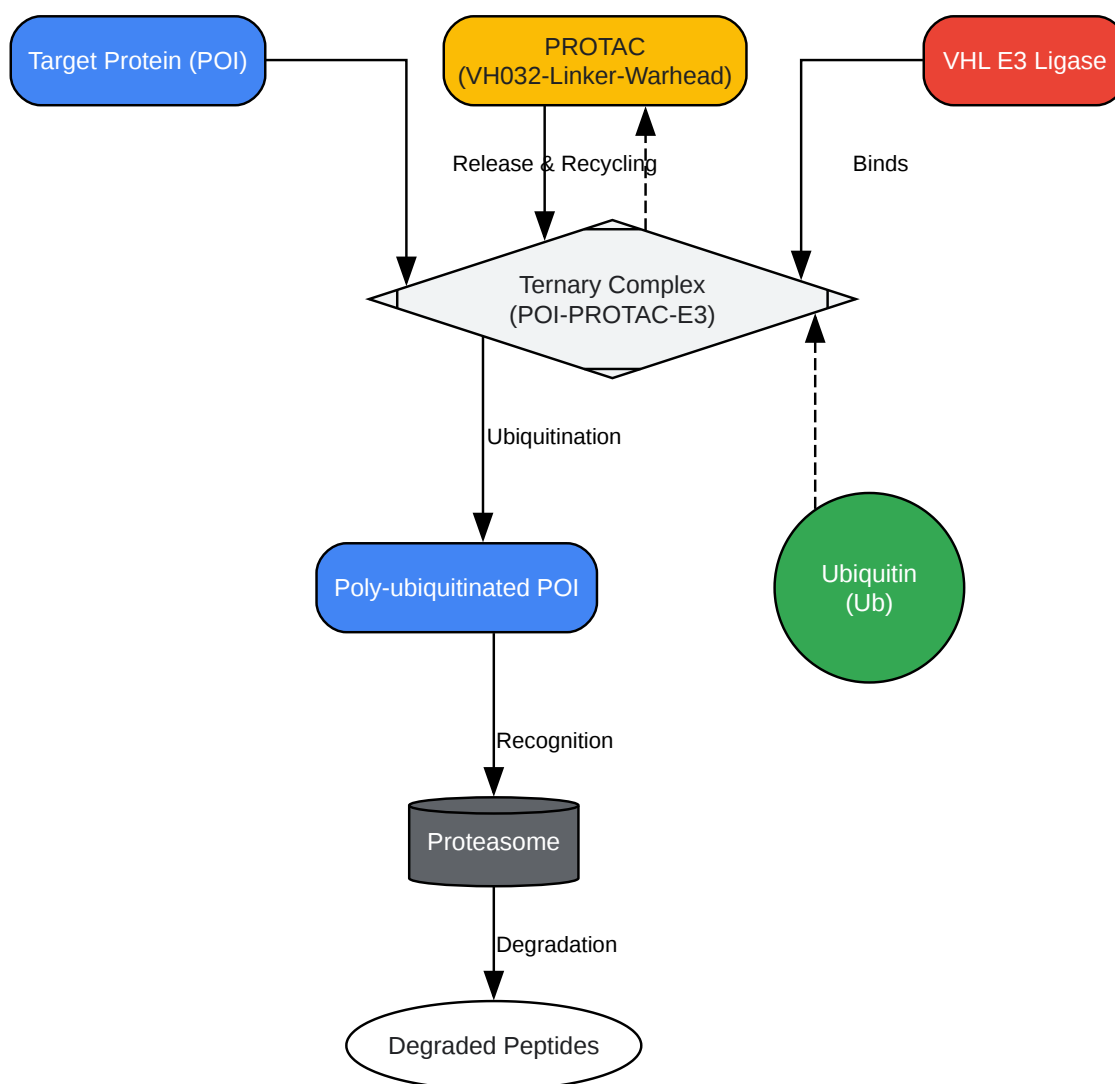 Target Protein (POI)
PROTAC
(VH032-Linker-Warhead)
VHL E3 Ligase
Release & Recycling
Binds
Ternary Complex
(POI-PROTAC-E3)
Ubiquitination
Poly-ubiquitinated POI
Ubiquitin
(Ub)
Recognition
Proteasome
Degradation
Degraded Peptides